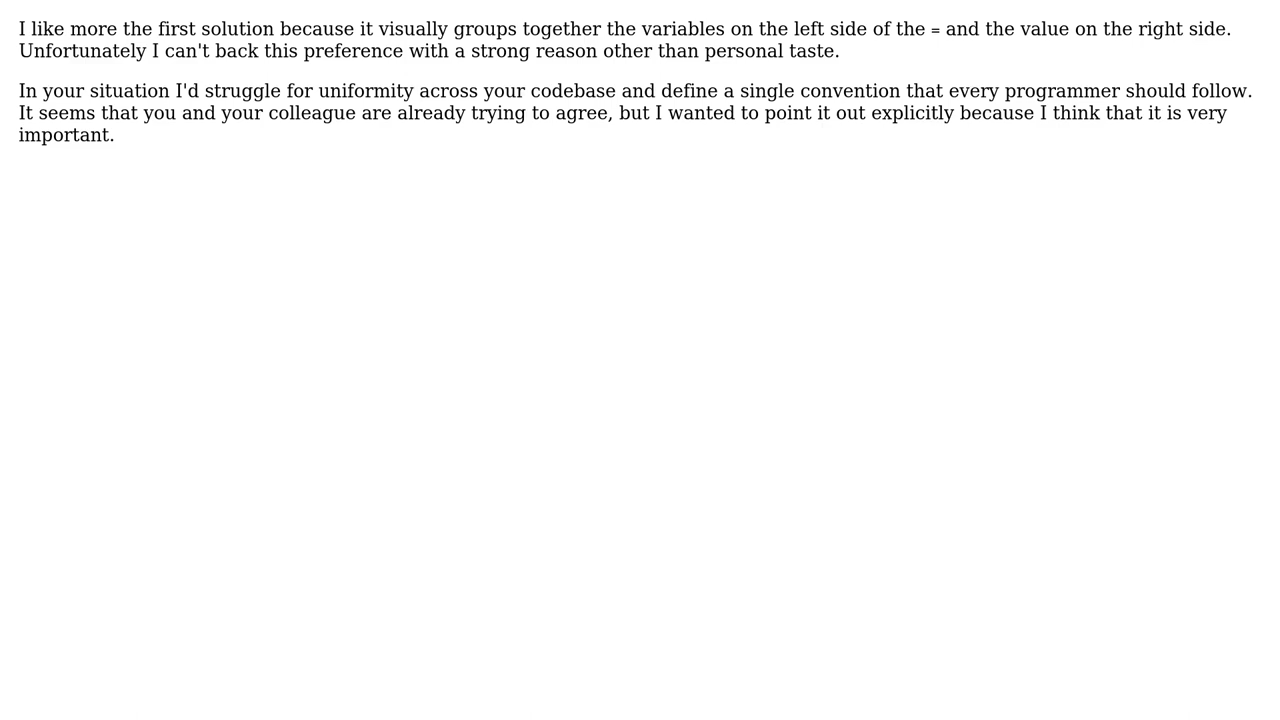 I like more the first solution because it visually groups together the variables on the left side of the = and the value on the right side.
Unfortunately I can't back this preference with a strong reason other than personal taste.
In your situation I'd struggle for uniformity across your codebase and define a single convention that every programmer should follow.
It seems that you and your colleague are already trying to agree, but I wanted to point it out explicitly because I think that it is very
important.